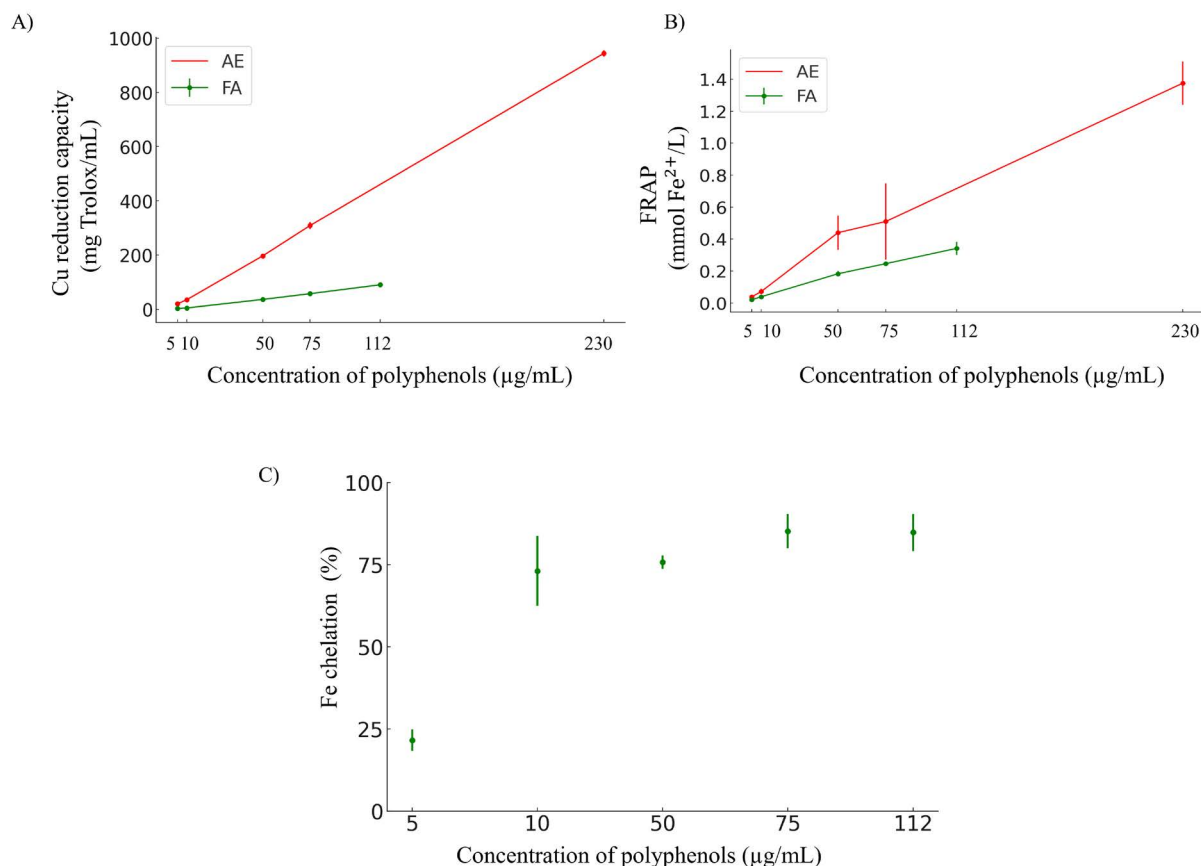 A)
Cu reduction capacity
(mg Trolox/mL)
1000
800
600
400
200
0
AE
FA
5 10 50 75 112 230
Concentration of polyphenols (µg/mL)
B)
FRAP
(mmol Fe²⁺/L)
1.4
1.2
1.0
0.8
0.6
0.4
0.2
0.0
AE
FA
5 10 50 75 112 230
Concentration of polyphenols (µg/mL)
C)
Fe chelation (%)
100
75
50
25
0
5 10 50 75 112
Concentration of polyphenols (µg/mL)